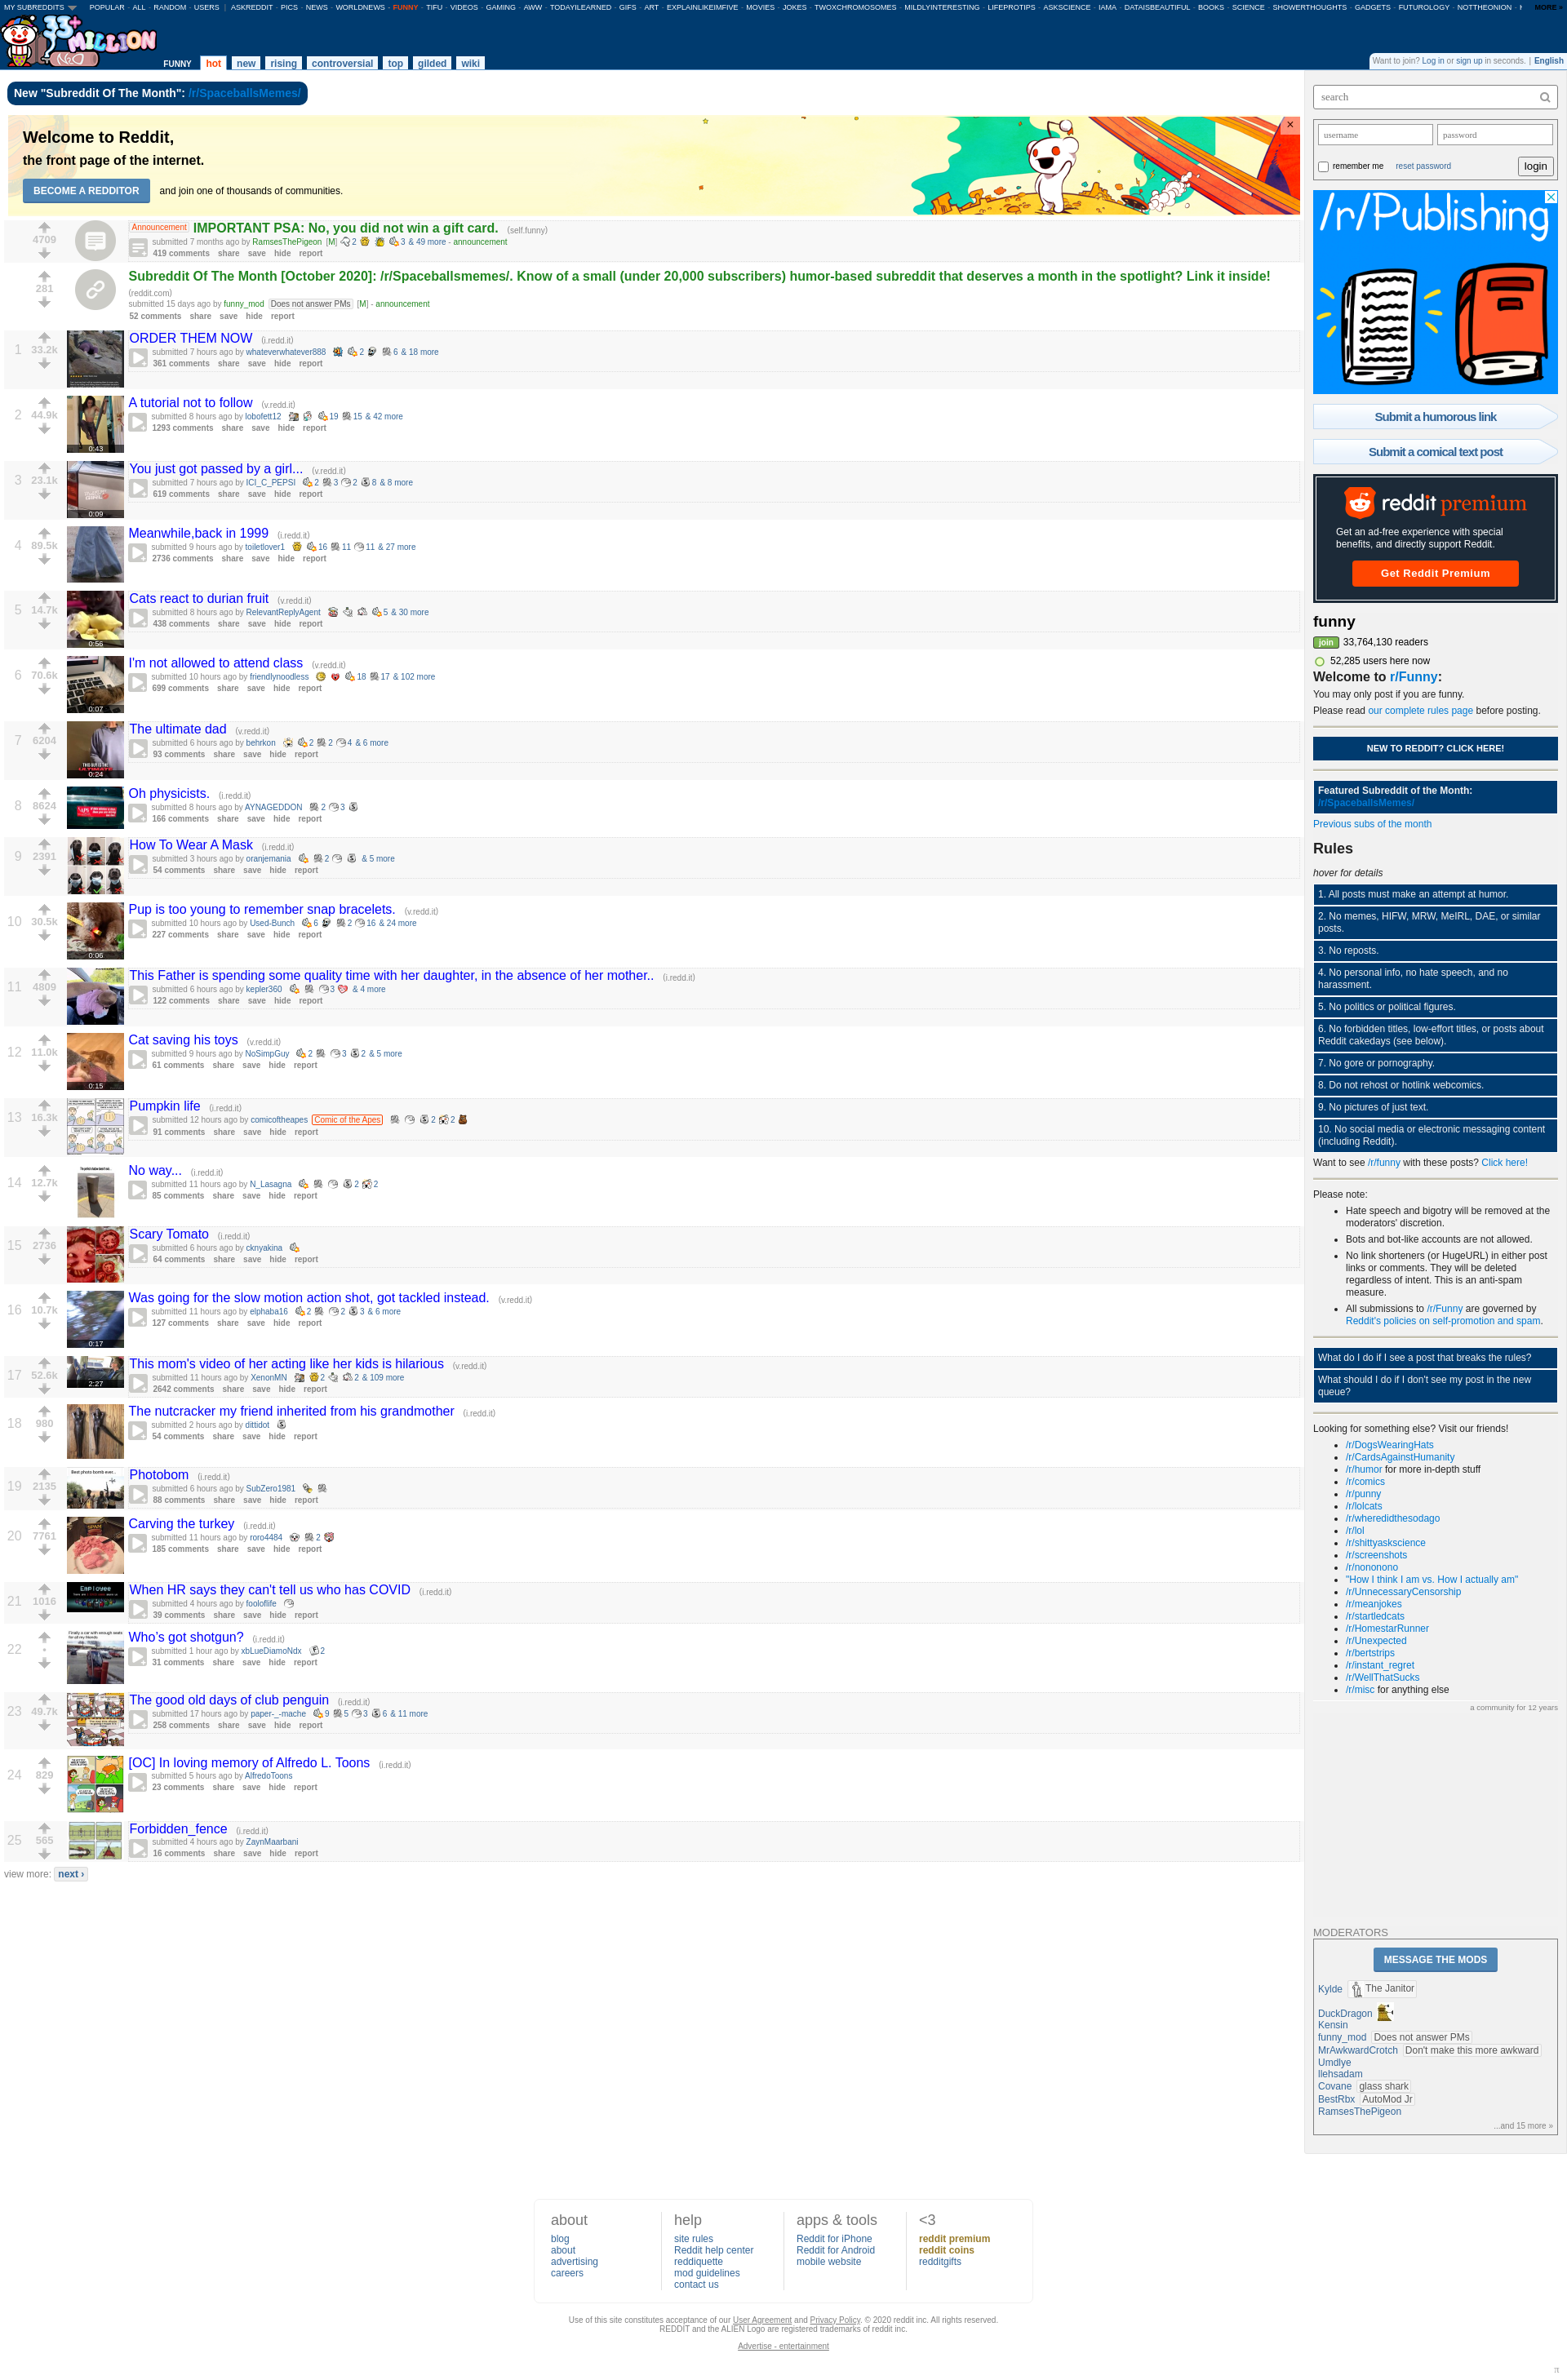 MY SUBREDDITS POPULAR - ALL - RANDOM - USERS | ASKREDDIT - PICS - NEWS - WORLDNEWS - FUNNY - TIFU - VIDEOS - GAMING - AWW - TODAYILEARNED - GIFS - ART - EXPLAINLIKEIMFIVE - MOVIES - JOKES - TWOXCHROMOSOMES - MILDLYINTERESTING - LIFEPROTIPS - ASKSCIENCE - IAMA - DATAISBEAUTIFUL - BOOKS - SCIENCE - SHOWERTHOUGHTS - GADGETS - FUTUROLOGY - NOTTHEONION - MORE »
33+ Million
FUNNY hot new rising controversial top gilded wiki
Want to join? Log in or sign up in seconds. | English
New "Subreddit Of The Month": /r/SpaceballsMemes/
Welcome to Reddit,
the front page of the internet.
BECOME A REDDITOR and join one of thousands of communities.
×
4709
Announcement IMPORTANT PSA: No, you did not win a gift card. (self.funny)
submitted 7 months ago by RamsesThePigeon [M] 2 3 & 49 more - announcement
419 comments share save hide report
281
Subreddit Of The Month [October 2020]: /r/Spaceballsmemes/. Know of a small (under 20,000 subscribers) humor-based subreddit that deserves a month in the spotlight? Link it inside!
(reddit.com)
submitted 15 days ago by funny_mod Does not answer PMs [M] - announcement
52 comments share save hide report
1 33.2k
ORDER THEM NOW (i.redd.it)
submitted 7 hours ago by whateverwhatever888 2 6 & 18 more
361 comments share save hide report
2 44.9k 0:43
A tutorial not to follow (v.redd.it)
submitted 8 hours ago by lobofett12 19 15 & 42 more
1293 comments share save hide report
3 23.1k 0:09
You just got passed by a girl... (v.redd.it)
submitted 7 hours ago by ICI_C_PEPSI 2 3 2 8 & 8 more
619 comments share save hide report
4 89.5k
Meanwhile,back in 1999 (i.redd.it)
submitted 9 hours ago by toiletlover1 16 11 11 & 27 more
2736 comments share save hide report
5 14.7k 0:56
Cats react to durian fruit (v.redd.it)
submitted 8 hours ago by RelevantReplyAgent 5 & 30 more
438 comments share save hide report
6 70.6k 0:07
I'm not allowed to attend class (v.redd.it)
submitted 10 hours ago by friendlynoodless 18 17 & 102 more
699 comments share save hide report
7 6204 0:24
The ultimate dad (v.redd.it)
submitted 6 hours ago by behrkon 2 2 4 & 6 more
93 comments share save hide report
8 8624
Oh physicists. (i.redd.it)
submitted 8 hours ago by AYNAGEDDON 2 3
166 comments share save hide report
9 2391
How To Wear A Mask (i.redd.it)
submitted 3 hours ago by oranjemania 2 & 5 more
54 comments share save hide report
10 30.5k 0:06
Pup is too young to remember snap bracelets. (v.redd.it)
submitted 10 hours ago by Used-Bunch 6 2 16 & 24 more
227 comments share save hide report
11 4809
This Father is spending some quality time with her daughter, in the absence of her mother.. (i.redd.it)
submitted 6 hours ago by kepler360 3 & 4 more
122 comments share save hide report
12 11.0k 0:15
Cat saving his toys (v.redd.it)
submitted 9 hours ago by NoSimpGuy 2 3 2 & 5 more
61 comments share save hide report
13 16.3k
Pumpkin life (i.redd.it)
submitted 12 hours ago by comicoftheapes Comic of the Apes 2 2
91 comments share save hide report
14 12.7k
No way... (i.redd.it)
submitted 11 hours ago by N_Lasagna 2 2
85 comments share save hide report
15 2736
Scary Tomato (i.redd.it)
submitted 6 hours ago by cknyakina
64 comments share save hide report
16 10.7k 0:17
Was going for the slow motion action shot, got tackled instead. (v.redd.it)
submitted 11 hours ago by elphaba16 2 2 3 & 6 more
127 comments share save hide report
17 52.6k 2:27
This mom's video of her acting like her kids is hilarious (v.redd.it)
submitted 11 hours ago by XenonMN 2 2 & 109 more
2642 comments share save hide report
18 980
The nutcracker my friend inherited from his grandmother (i.redd.it)
submitted 2 hours ago by dittidot
54 comments share save hide report
19 2135
Photobom (i.redd.it)
submitted 6 hours ago by SubZero1981
88 comments share save hide report
20 7761
Carving the turkey (i.redd.it)
submitted 11 hours ago by roro4484 2
185 comments share save hide report
21 1016
When HR says they can't tell us who has COVID (i.redd.it)
submitted 4 hours ago by fooloflife
39 comments share save hide report
22 •
Who's got shotgun? (i.redd.it)
submitted 1 hour ago by xbLueDiamoNdx 2
31 comments share save hide report
23 49.7k
The good old days of club penguin (i.redd.it)
submitted 17 hours ago by paper-_-mache 9 5 3 6 & 11 more
258 comments share save hide report
24 829
[OC] In loving memory of Alfredo L. Toons (i.redd.it)
submitted 5 hours ago by AlfredoToons
23 comments share save hide report
25 565
Forbidden_fence (i.redd.it)
submitted 4 hours ago by ZaynMaarbani
16 comments share save hide report
view more: next ›
search
username password
remember me reset password login
/r/Publishing
Submit a humorous link
Submit a comical text post
reddit premium
Get an ad-free experience with special
benefits, and directly support Reddit.
Get Reddit Premium
funny
join 33,764,130 readers
52,285 users here now
Welcome to r/Funny:
You may only post if you are funny.
Please read our complete rules page before posting.
NEW TO REDDIT? CLICK HERE!
Featured Subreddit of the Month:
/r/SpaceballsMemes/
Previous subs of the month
Rules
hover for details
1. All posts must make an attempt at humor.
2. No memes, HIFW, MRW, MeIRL, DAE, or similar
posts.
3. No reposts.
4. No personal info, no hate speech, and no
harassment.
5. No politics or political figures.
6. No forbidden titles, low-effort titles, or posts about
Reddit cakedays (see below).
7. No gore or pornography.
8. Do not rehost or hotlink webcomics.
9. No pictures of just text.
10. No social media or electronic messaging content
(including Reddit).
Want to see /r/funny with these posts? Click here!
Please note:
• Hate speech and bigotry will be removed at the
moderators' discretion.
• Bots and bot-like accounts are not allowed.
• No link shorteners (or HugeURL) in either post
links or comments. They will be deleted
regardless of intent. This is an anti-spam
measure.
• All submissions to /r/Funny are governed by
Reddit's policies on self-promotion and spam.
What do I do if I see a post that breaks the rules?
What should I do if I don't see my post in the new
queue?
Looking for something else? Visit our friends!
• /r/DogsWearingHats
• /r/CardsAgainstHumanity
• /r/humor for more in-depth stuff
• /r/comics
• /r/punny
• /r/lolcats
• /r/wheredidthesodago
• /r/lol
• /r/shittyaskscience
• /r/screenshots
• /r/nononono
• "How I think I am vs. How I actually am"
• /r/UnnecessaryCensorship
• /r/meanjokes
• /r/startledcats
• /r/HomestarRunner
• /r/Unexpected
• /r/bertstrips
• /r/instant_regret
• /r/WellThatSucks
• /r/misc for anything else
a community for 12 years
MODERATORS
MESSAGE THE MODS
Kylde The Janitor
DuckDragon
Kensin
funny_mod Does not answer PMs
MrAwkwardCrotch Don't make this more awkward
Umdlye
llehsadam
Covane glass shark
BestRbx AutoMod Jr
RamsesThePigeon
...and 15 more »
about
blog
about
advertising
careers
help
site rules
Reddit help center
reddiquette
mod guidelines
contact us
apps & tools
Reddit for iPhone
Reddit for Android
mobile website
<3
reddit premium
reddit coins
redditgifts
Use of this site constitutes acceptance of our User Agreement and Privacy Policy. © 2020 reddit inc. All rights reserved.
REDDIT and the ALIEN Logo are registered trademarks of reddit inc.
Advertise - entertainment
π